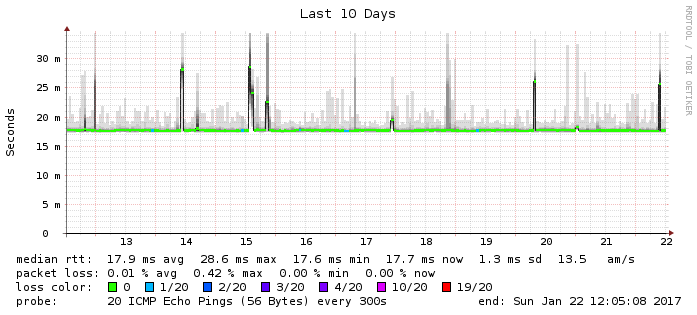 Last 10 Days
RRDTOOL / TOBI OETIKER
Seconds
30 m
25 m
20 m
15 m
10 m
5 m
0
13 14 15 16 17 18 19 20 21 22
median rtt: 17.9 ms avg 28.6 ms max 17.6 ms min 17.7 ms now 1.3 ms sd 13.5 am/s
packet loss: 0.01 % avg 0.42 % max 0.00 % min 0.00 % now
loss color: 0 1/20 2/20 3/20 4/20 10/20 19/20
probe: 20 ICMP Echo Pings (56 Bytes) every 300s end: Sun Jan 22 12:05:08 2017